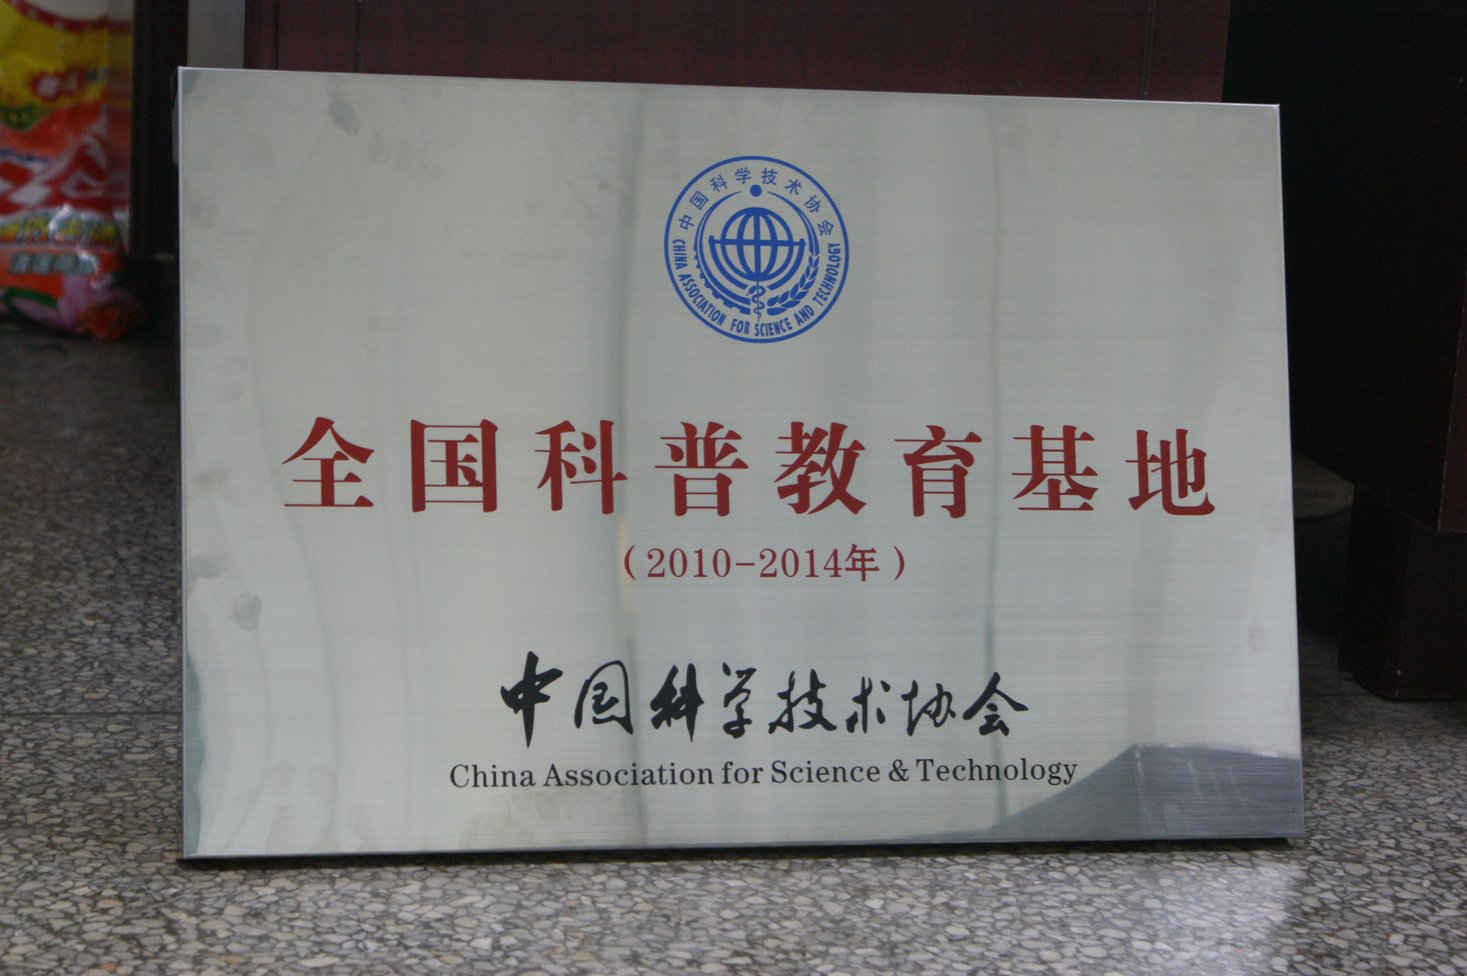 中国科学技术协会
CHINA ASSOCIATION FOR SCIENCE AND TECHNOLOGY
全国科普教育基地
（2010-2014年）
中国科学技术协会
China Association for Science & Technology